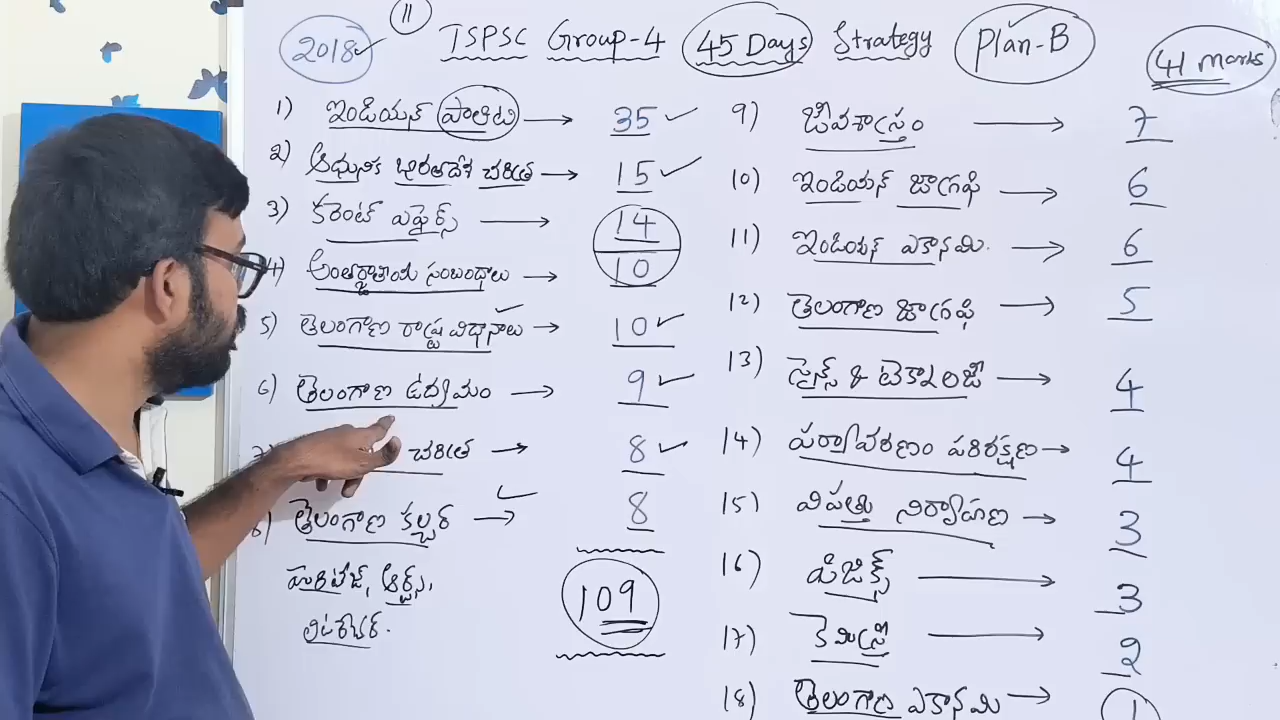 11
2018 TSPSC Group-4 45 Days Strategy Plan-B 41 marks
1) ఇండియన్ పాలిటి → 35
2) ఆధునిక భారతదేశ చరిత్ర → 15
3) కరెంట్ ఎఫైర్స్ → 14
4) అంతర్జాతీయ సంబంధాలు → 10
5) తెలంగాణ రాష్ట్ర విధానాలు → 10
6) తెలంగాణ ఉద్యమం → 9
7) చరిత్ర → 8
8) తెలంగాణ కల్చర్ → 8
హెరిటేజ్, ఆర్ట్స్,
లిటరేచర్.
109
9) జీవశాస్త్రం → 7
10) ఇండియన్ జాగ్రఫి → 6
11) ఇండియన్ ఎకానమి. → 6
12) తెలంగాణ జాగ్రఫి → 5
13) సైన్స్ & టెకాలజీ → 4
14) పర్యావరణం పరిరక్షణ → 4
15) విపత్తు నిర్వాహణ → 3
16) ఫిజిక్స్ → 3
17) కెమిస్ట్రీ → 2
18) తెలంగాణ ఎకానమి → 1